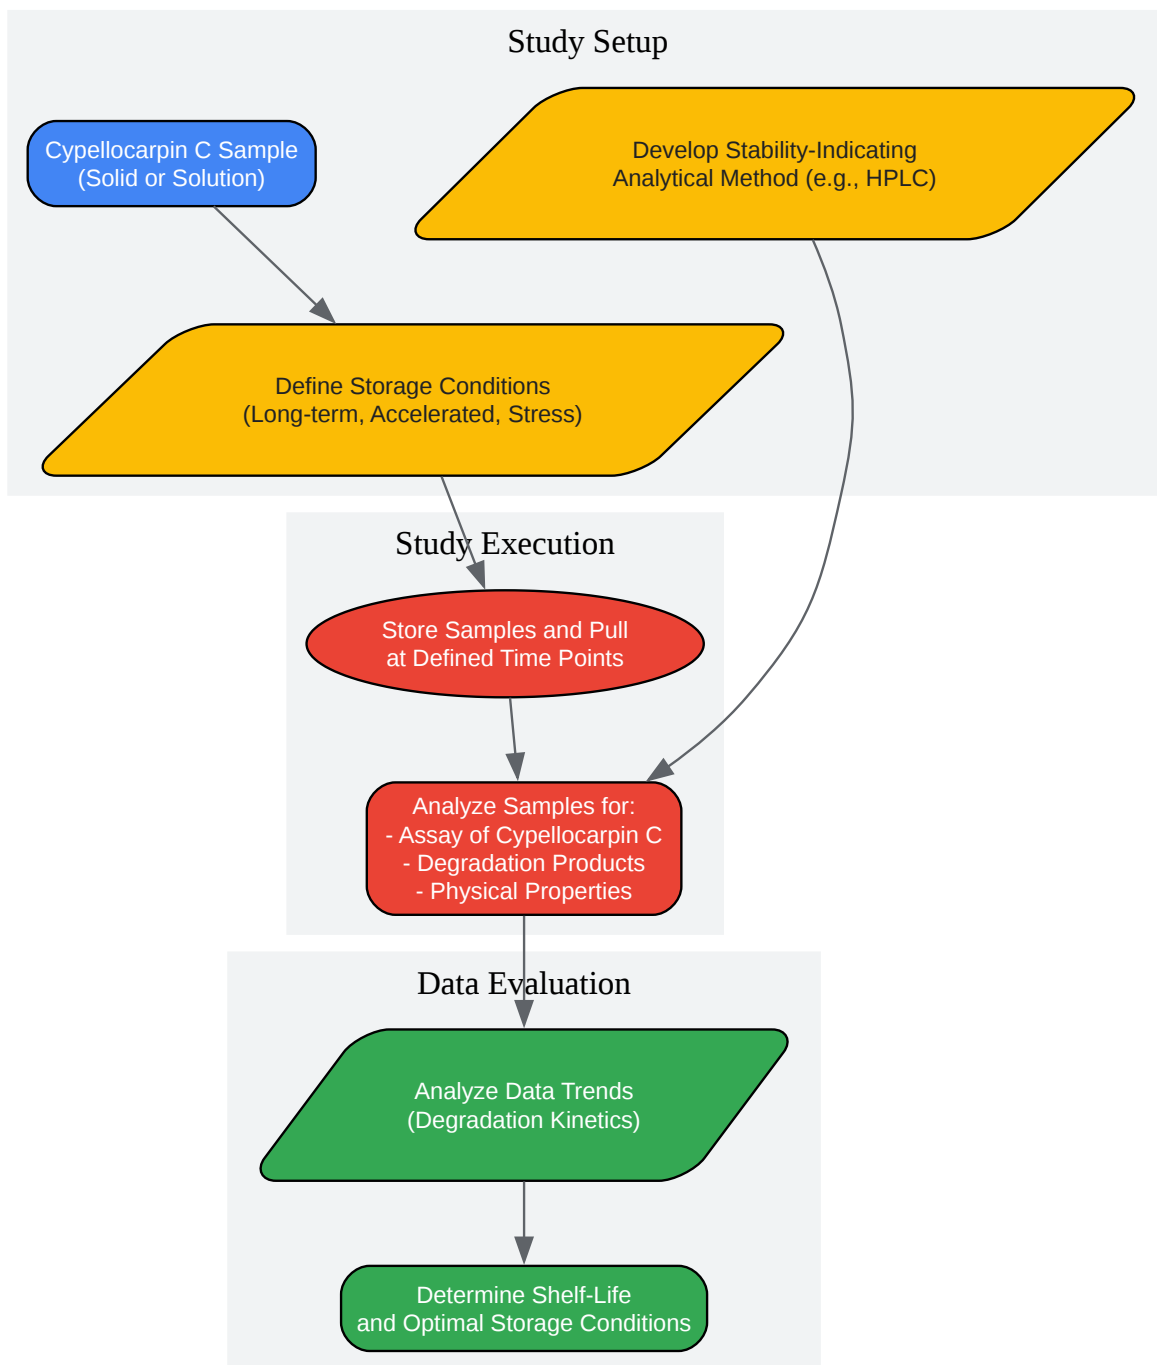 Study Setup
Cypellocarpin C Sample
(Solid or Solution)
Develop Stability-Indicating
Analytical Method (e.g., HPLC)
Define Storage Conditions
(Long-term, Accelerated, Stress)
Study Execution
Store Samples and Pull
at Defined Time Points
Analyze Samples for:
- Assay of Cypellocarpin C
- Degradation Products
- Physical Properties
Data Evaluation
Analyze Data Trends
(Degradation Kinetics)
Determine Shelf-Life
and Optimal Storage Conditions